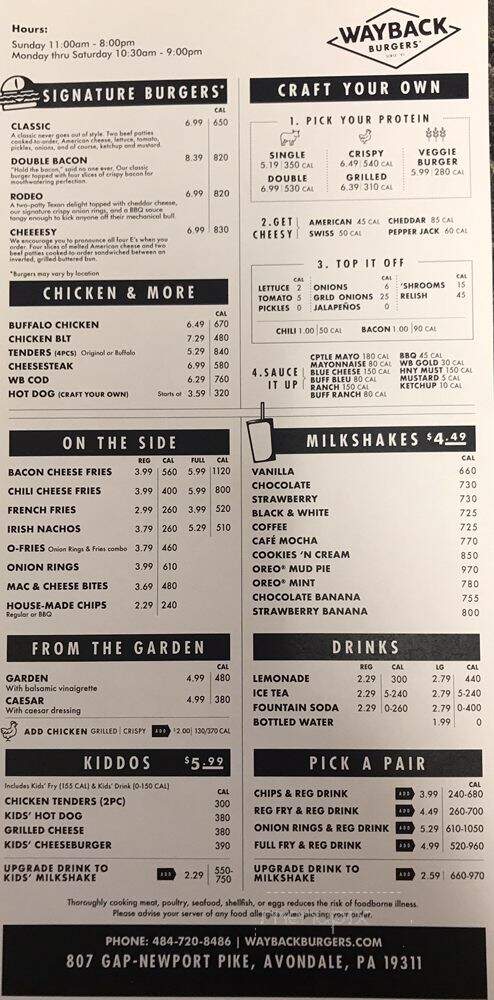 Hours:
Sunday 11:00am - 8:00pm
Monday thru Saturday 10:30am - 9:00pm
WAYBACK
BURGERS
SIGNATURE BURGERS*
CAL
CLASSIC 6.99 650
A classic never goes out of style. Two beef patties
cooked-to-order, American cheese, lettuce, tomato,
pickles, onions, and of course, ketchup and mustard.
DOUBLE BACON 8.39 820
"Hold the bacon," said no one ever. Our classic
burger topped with four slices of crispy bacon for
mouthwatering perfection.
RODEO 6.99 820
A two-patty Texan delight topped with cheddar cheese,
our signature crispy onion rings, and a BBQ sauce
tangy enough to kick anyone off their mechanical bull.
CHEEEESY 6.99 830
We encourage you to pronounce all four E's when you
order. Four slices of melted American cheese and two
beef patties cooked-to-order sandwiched between an
inverted, grilled-buttered bun.
*Burgers may vary by location
CHICKEN & MORE
CAL
BUFFALO CHICKEN 6.49 670
CHICKEN BLT 7.29 480
TENDERS (4PCS) Original or Buffalo 5.29 840
CHEESESTEAK 6.99 580
WB COD 6.29 760
HOT DOG (CRAFT YOUR OWN) Starts at 3.59 320
CRAFT YOUR OWN
1. PICK YOUR PROTEIN
SINGLE
5.19 350 CAL
DOUBLE
6.99 530 CAL
CRISPY
6.49 540 CAL
GRILLED
6.39 310 CAL
VEGGIE
BURGER
5.99 280 CAL
2.GET
CHEESY
AMERICAN 45 CAL CHEDDAR 85 CAL
SWISS 50 CAL PEPPER JACK 60 CAL
3. TOP IT OFF
CAL CAL CAL
LETTUCE 2 ONIONS 6 'SHROOMS 15
TOMATO 5 GRLD ONIONS 25 RELISH 45
PICKLES 0 JALAPEÑOS 0
CHILI 1.00 50 CAL BACON 1.00 90 CAL
4.SAUCE
IT UP
CPTLE MAYO 180 CAL BBQ 45 CAL
MAYONNAISE 80 CAL WB GOLD 30 CAL
BLUE CHEESE 150 CAL HNY MUST 150 CAL
BUFF BLEU 80 CAL MUSTARD 5 CAL
RANCH 150 CAL KETCHUP 10 CAL
BUFF RANCH 80 CAL
ON THE SIDE
REG CAL FULL CAL
BACON CHEESE FRIES 3.99 560 5.99 1120
CHILI CHEESE FRIES 3.99 400 5.99 800
FRENCH FRIES 2.99 260 3.99 520
IRISH NACHOS 3.79 260 5.29 510
O-FRIES Onion Rings & Fries combo 3.79 460
ONION RINGS 3.99 610
MAC & CHEESE BITES 3.69 480
HOUSE-MADE CHIPS 2.29 240
Regular or BBQ
MILKSHAKES $4.49
CAL
VANILLA 660
CHOCOLATE 730
STRAWBERRY 730
BLACK & WHITE 725
COFFEE 725
CAFÉ MOCHA 770
COOKIES 'N CREAM 850
OREO® MUD PIE 970
OREO® MINT 780
CHOCOLATE BANANA 755
STRAWBERRY BANANA 800
FROM THE GARDEN
CAL
GARDEN 4.99 480
With balsamic vinaigrette
CAESAR 4.99 380
With caesar dressing
ADD CHICKEN GRILLED | CRISPY ADD $2.00 130/370 CAL
DRINKS
REG CAL LG CAL
LEMONADE 2.29 300 2.79 440
ICE TEA 2.29 5-240 2.79 5-240
FOUNTAIN SODA 2.29 0-260 2.79 0-400
BOTTLED WATER 1.99 0
KIDDOS $5.99
Includes Kids' Fry (155 CAL) & Kids' Drink (0-150 CAL)
CAL
CHICKEN TENDERS (2PC) 300
KIDS' HOT DOG 380
GRILLED CHEESE 380
KIDS' CHEESEBURGER 390
UPGRADE DRINK TO
KIDS' MILKSHAKE ADD 2.29 550-
750
PICK A PAIR
CAL
CHIPS & REG DRINK ADD 3.99 240-680
REG FRY & REG DRINK ADD 4.49 260-700
ONION RINGS & REG DRINK ADD 5.29 610-1050
FULL FRY & REG DRINK ADD 4.99 520-960
UPGRADE DRINK TO
MILKSHAKE ADD 2.59 660-970
Thoroughly cooking meat, poultry, seafood, shellfish, or eggs reduces the risk of foodborne illness.
Please advise your server of any food allergies when placing your order.
PHONE: 484-720-8486 | WAYBACKBURGERS.COM
807 GAP-NEWPORT PIKE, AVONDALE, PA 19311